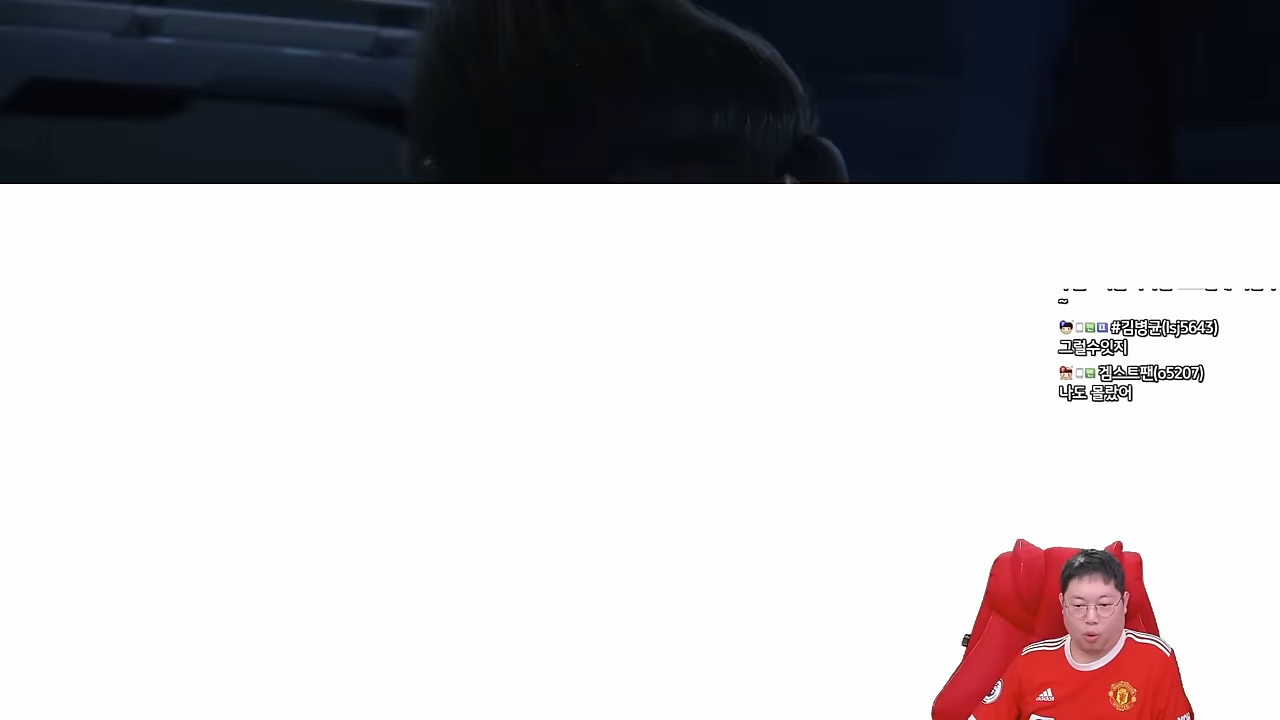 ~
#김병균(lsj5643)
그럴수잇지
겜스트팬(o5207)
나도 몰랐어
adidas